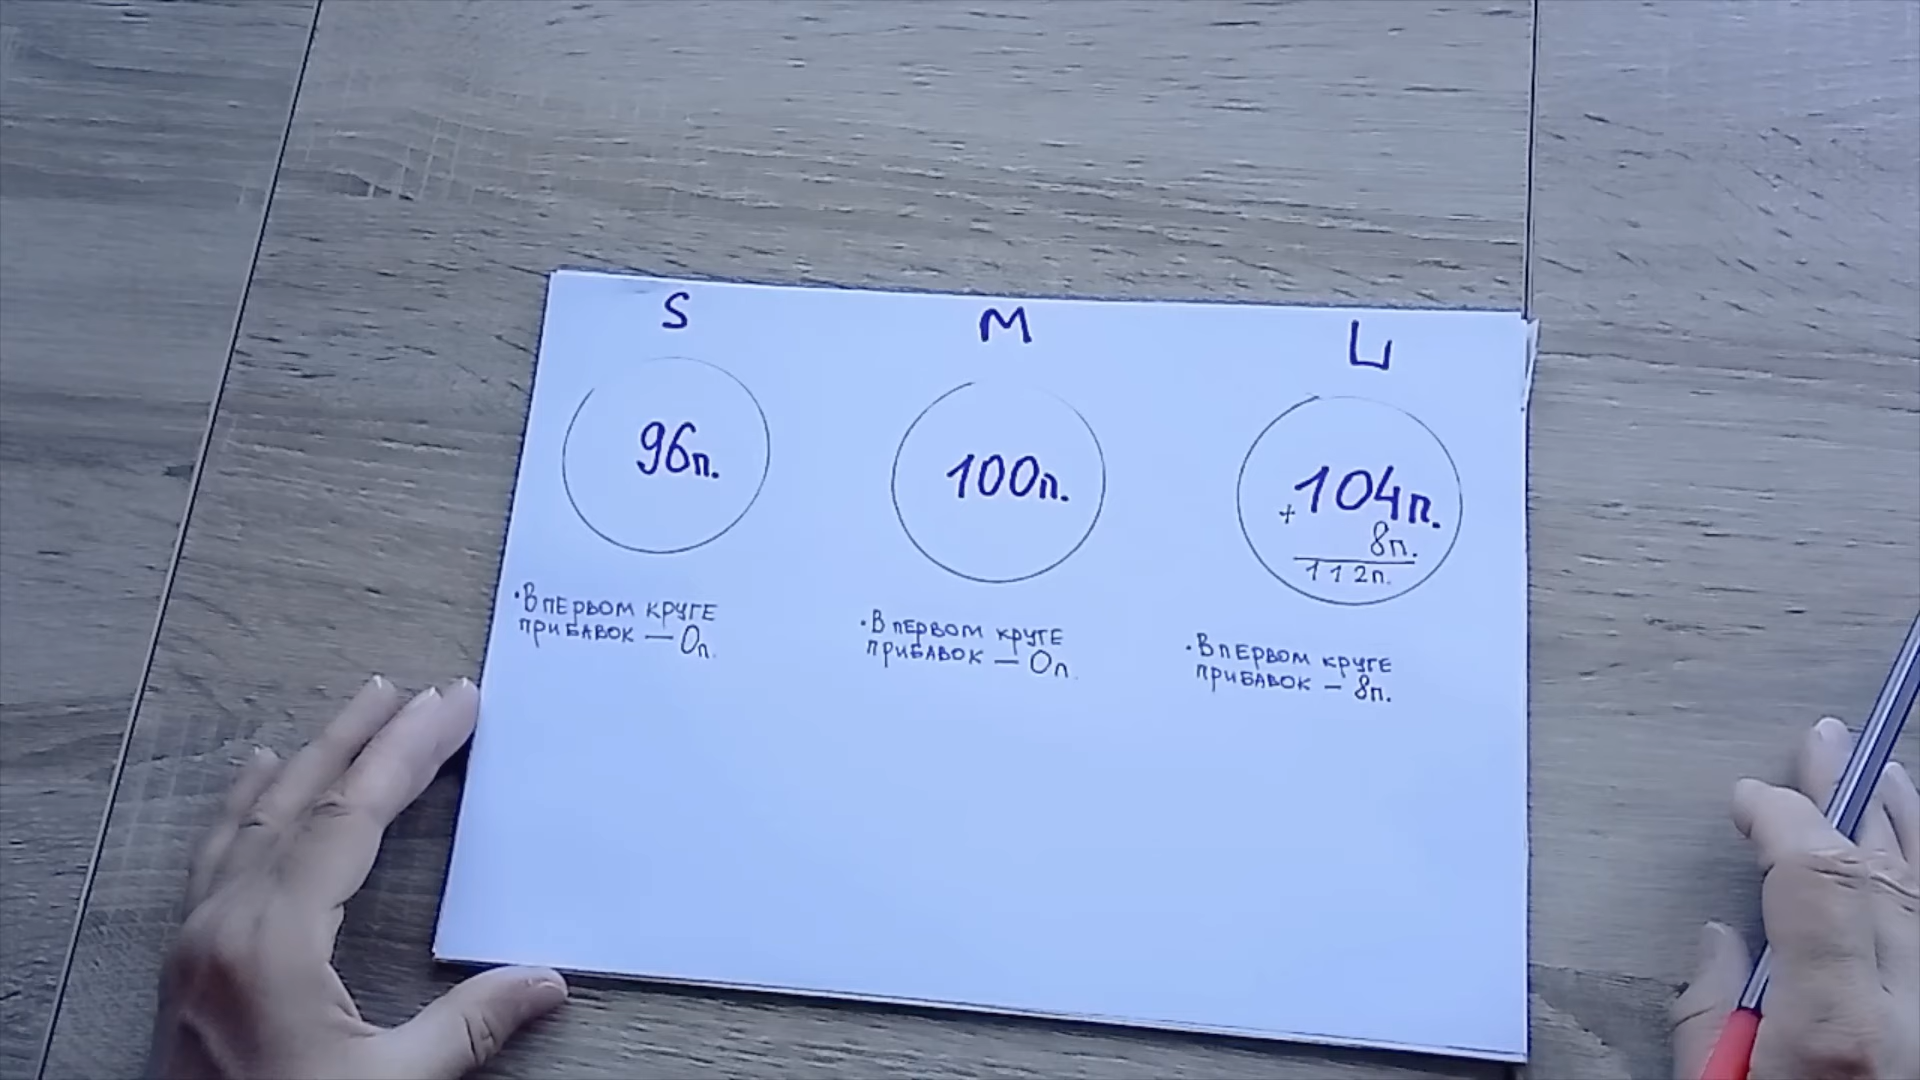 S
96п.
• В первом круге
прибавок — 0п.
M
100п.
• В первом круге
прибавок — 0п.
L
+ 104п.
8п.
112п.
• В первом круге
прибавок — 8п.